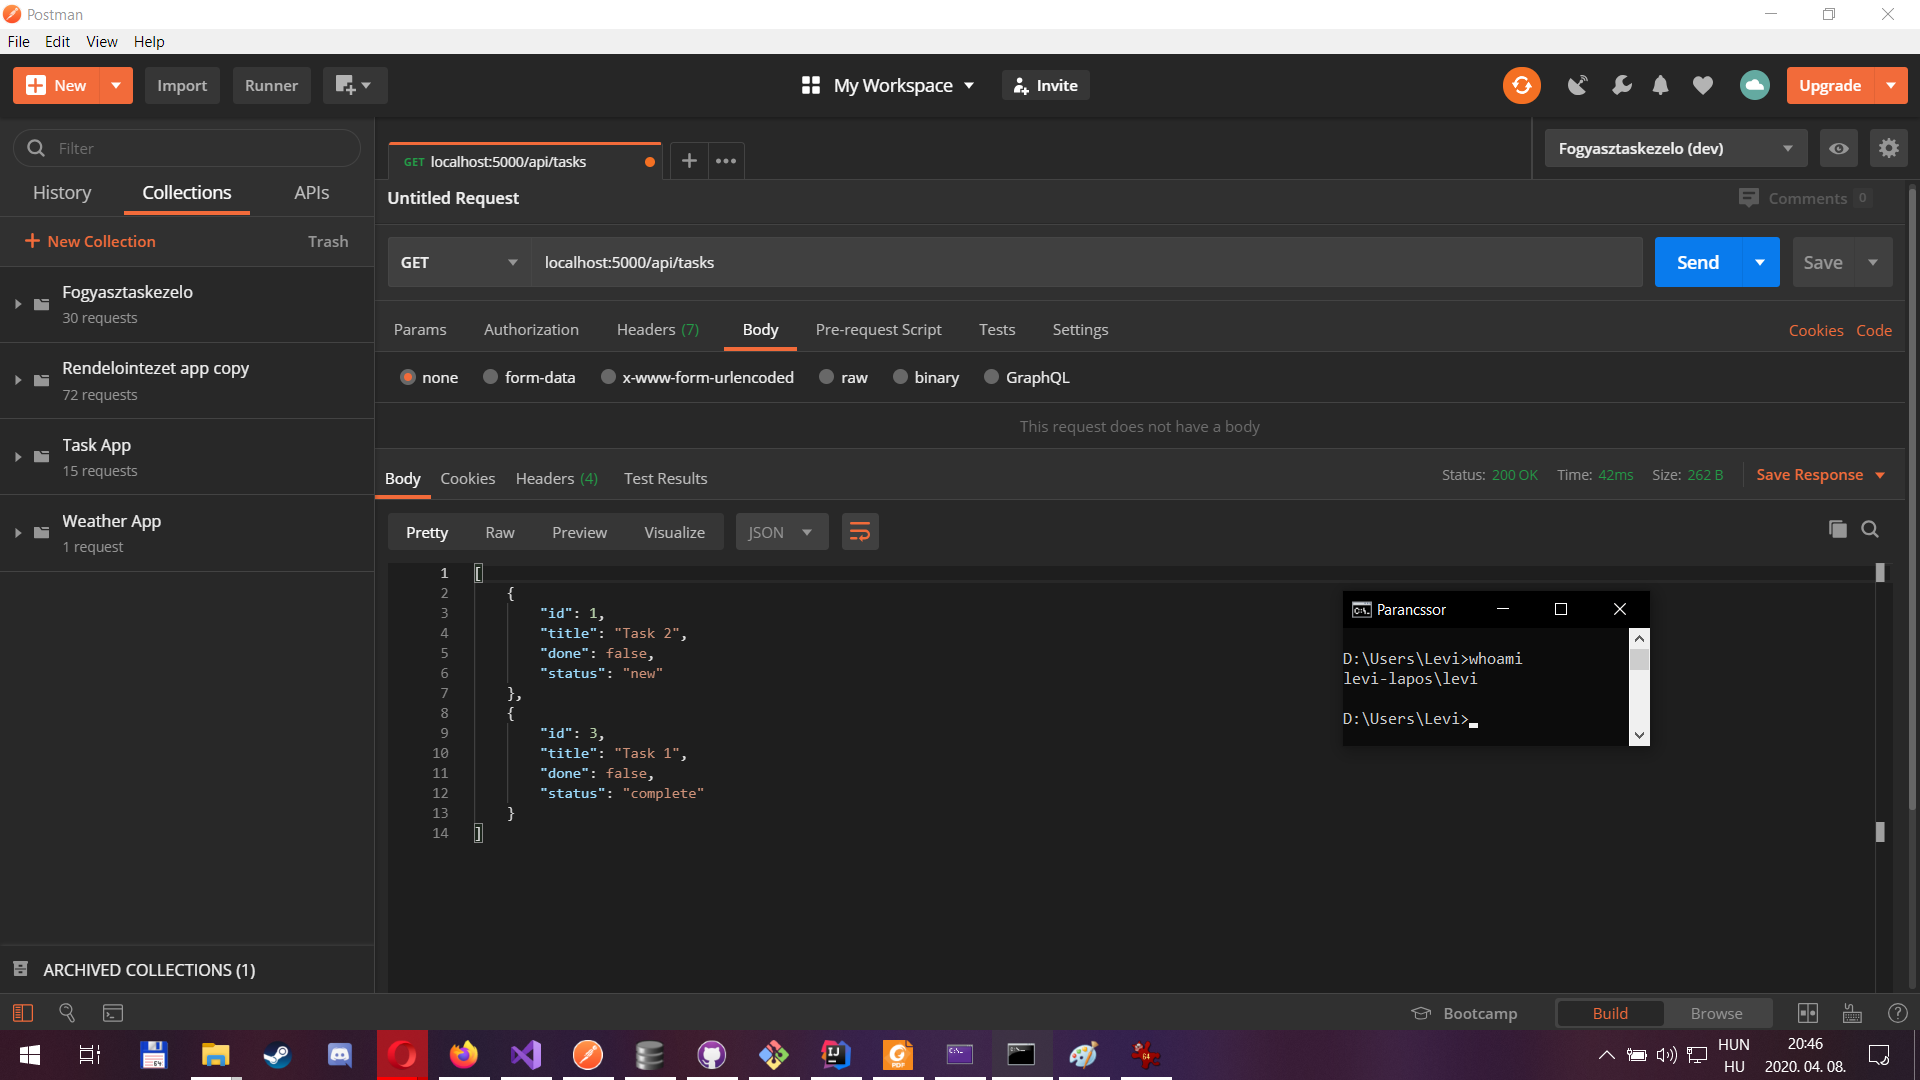 Postman
File Edit View Help
New Import Runner My Workspace Invite Upgrade
Filter
History Collections APIs
New Collection Trash
Fogyasztaskezelo
30 requests
Rendelointezet app copy
72 requests
Task App
15 requests
Weather App
1 request
ARCHIVED COLLECTIONS (1)
GET localhost:5000/api/tasks
Fogyasztaskezelo (dev)
Untitled Request
Comments 0
GET localhost:5000/api/tasks Send Save
Params Authorization Headers (7) Body Pre-request Script Tests Settings Cookies Code
none form-data x-www-form-urlencoded raw binary GraphQL
This request does not have a body
Body Cookies Headers (4) Test Results Status: 200 OK Time: 42ms Size: 262 B Save Response
Pretty Raw Preview Visualize JSON
1 [
2 {
3 "id": 1,
4 "title": "Task 2",
5 "done": false,
6 "status": "new"
7 },
8 {
9 "id": 3,
10 "title": "Task 1",
11 "done": false,
12 "status": "complete"
13 }
14 ]
Parancssor
D:\Users\Levi>whoami
levi-lapos\levi
D:\Users\Levi>
Bootcamp Build Browse
HUN
HU
20:46
2020. 04. 08.